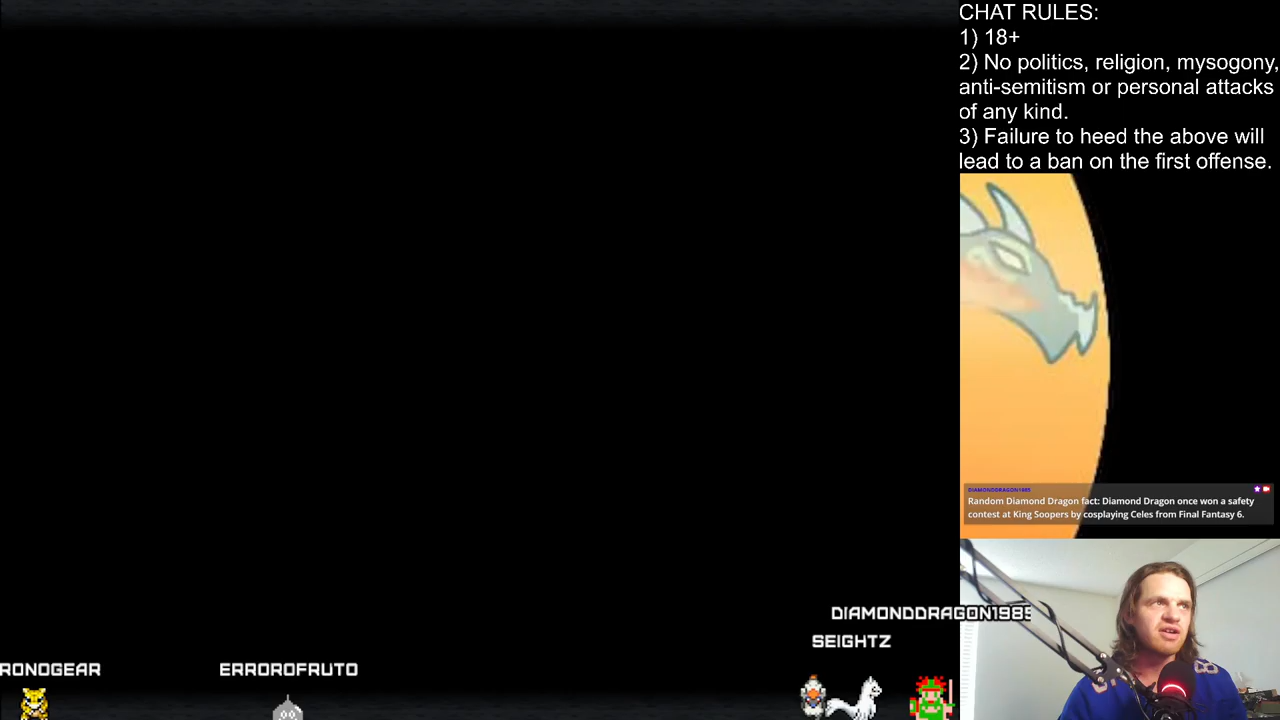 CHAT RULES:
1) 18+
2) No politics, religion, mysogony,
anti-semitism or personal attacks
of any kind.
3) Failure to heed the above will
lead to a ban on the first offense.
DIAMONDDRAGON1985
Random Diamond Dragon fact: Diamond Dragon once won a safety
contest at King Soopers by cosplaying Celes from Final Fantasy 6.
DIAMONDDRAGON1985
SEIGHTZ
RONOGEAR
ERROROFRUTO